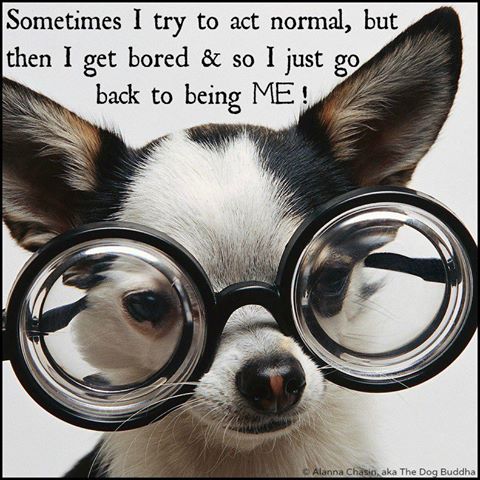 Sometimes I try to act normal, but
then I get bored & so I just go
back to being ME!
© Alanna Chasin, aka The Dog Buddha